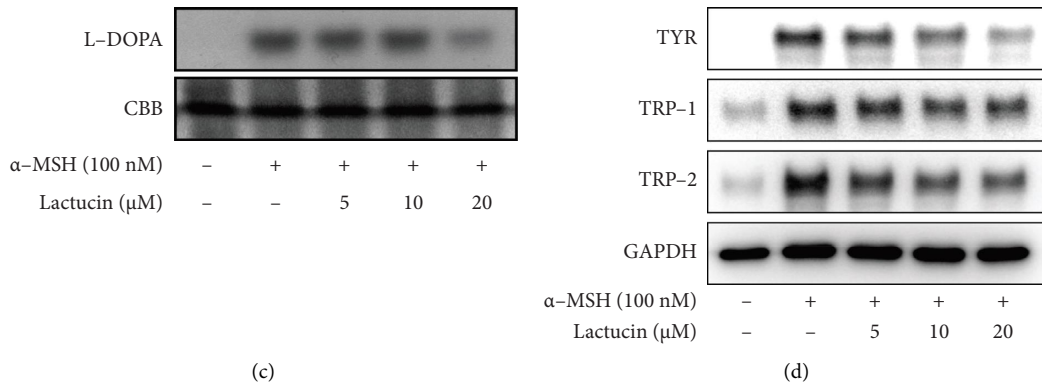 L–DOPA
CBB
α–MSH (100 nM) – + + + +
Lactucin (μM) – – 5 10 20
(c)
TYR
TRP–1
TRP–2
GAPDH
α–MSH (100 nM) – + + + +
Lactucin (μM) – – 5 10 20
(d)